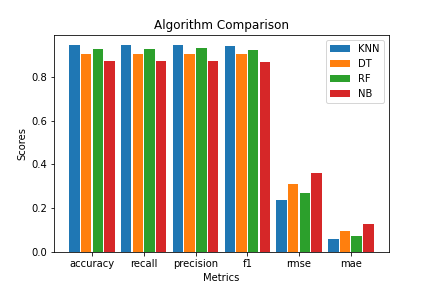 Algorithm Comparison
KNN
DT
RF
NB
Scores
0.8
0.6
0.4
0.2
0.0
accuracy recall precision f1 rmse mae
Metrics